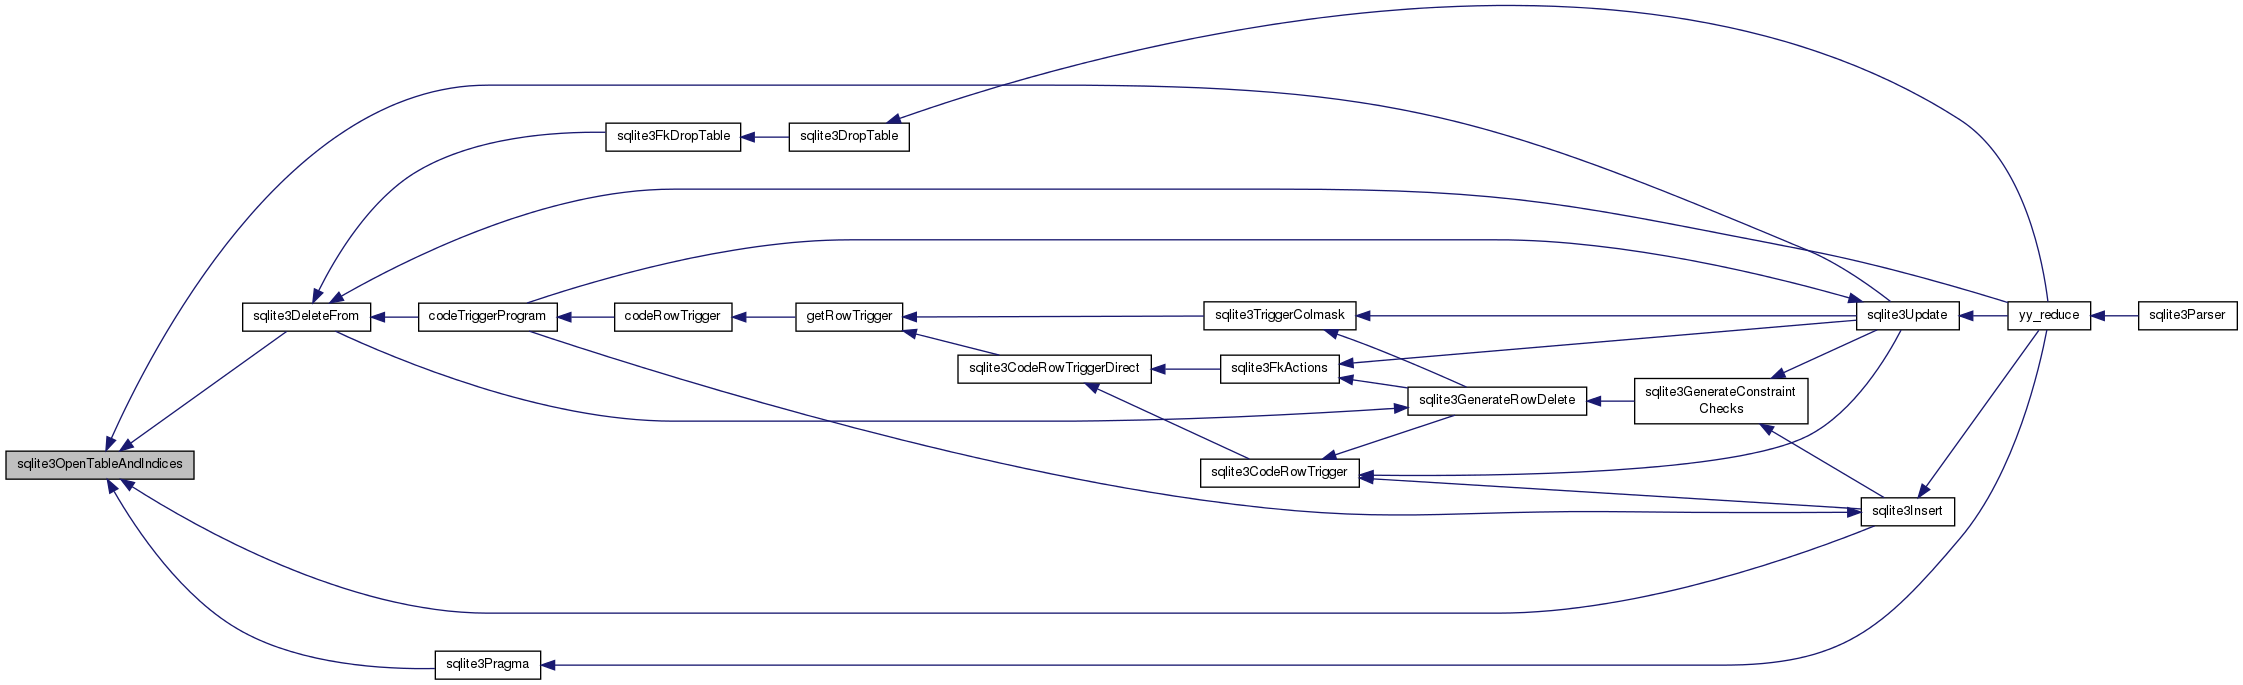 sqlite3FkDropTable
sqlite3DropTable
sqlite3DeleteFrom
codeTriggerProgram
codeRowTrigger
getRowTrigger
sqlite3TriggerColmask
sqlite3Update
yy_reduce
sqlite3Parser
sqlite3CodeRowTriggerDirect
sqlite3FkActions
sqlite3GenerateRowDelete
sqlite3GenerateConstraint
Checks
sqlite3OpenTableAndIndices
sqlite3CodeRowTrigger
sqlite3Insert
sqlite3Pragma